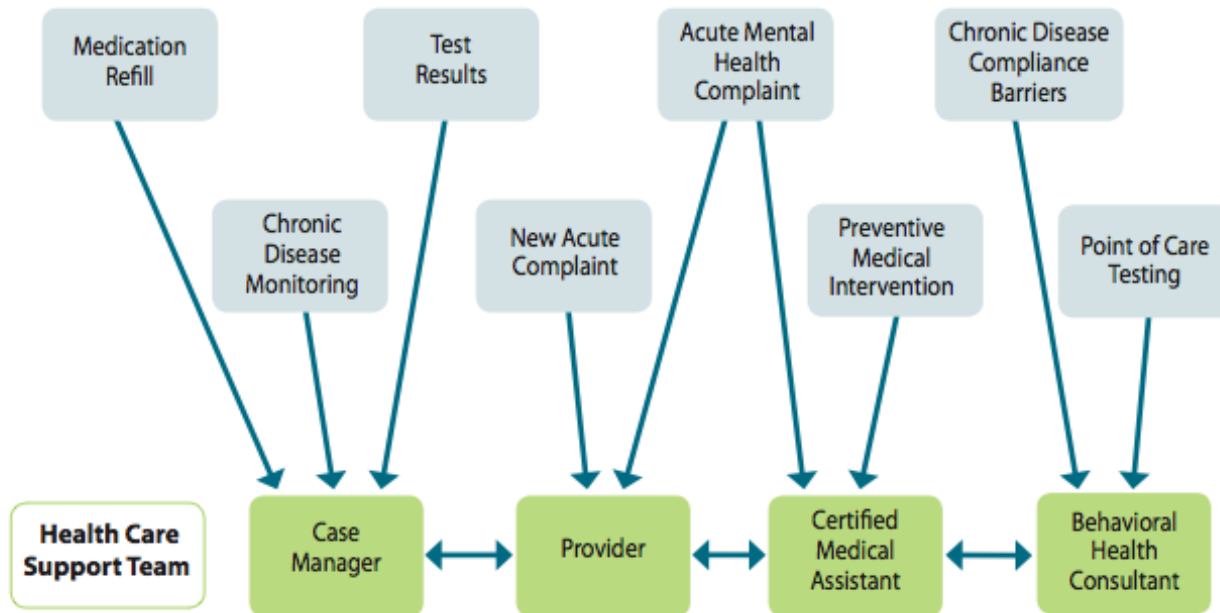 Medication
Refill
Test
Results
Acute Mental
Health
Complaint
Chronic Disease
Compliance
Barriers
Chronic
Disease
Monitoring
New Acute
Complaint
Preventive
Medical
Intervention
Point of Care
Testing
Health Care
Support Team
Case
Manager
Provider
Certified
Medical
Assistant
Behavioral
Health
Consultant